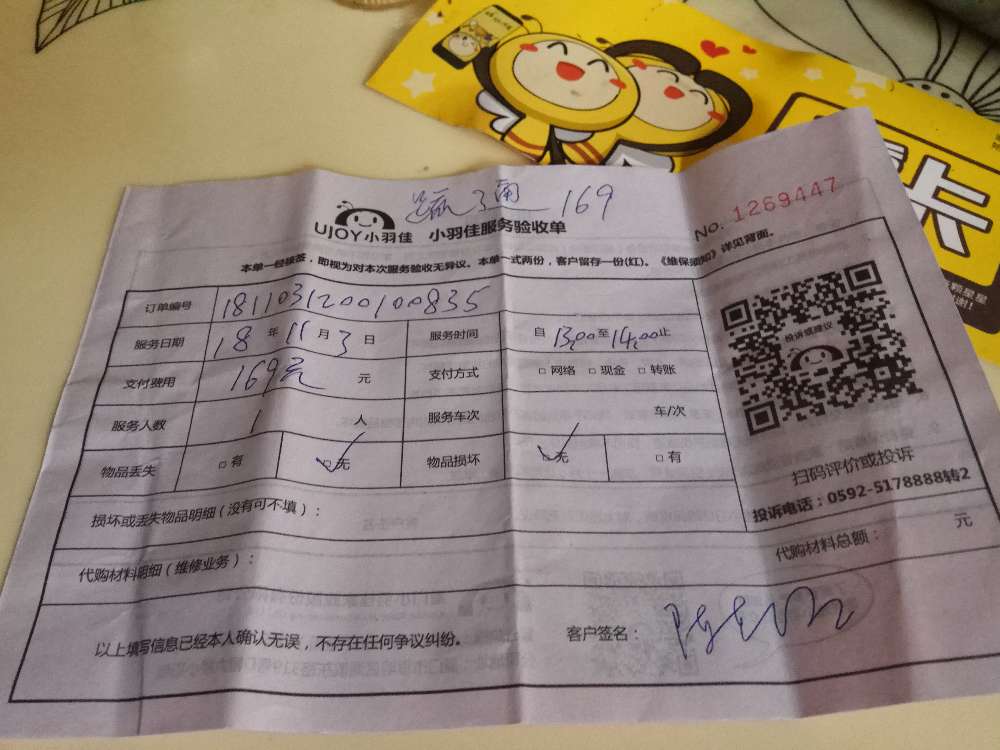 169
UJOY小羽佳 小羽佳服务验收单
No. 1269447
本单一经接签，即视为对本次服务验收无异议。本单一式两份，客户留存一份(红)。《维保须知》详见背面。
订单编号 181103120010​0835
服务日期 18 年 11 月 3 日 服务时间 自 13:00 至 14:00 止
支付费用 169元 元 支付方式 □ 网络 □ 现金 □ 转账
服务人数 1 人 服务车次 车/次
物品丢失 □ 有 □ 无 物品损坏 □ 无 □ 有
损坏或丢失物品明细 ( 没有可不填 ) ：
代购材料明细 ( 维修业务 ) ：
代购材料总额： 元
以上填写信息已经本人确认无误，不存在任何争议纠纷。
客户签名：
投诉或建议
扫码评价或投诉
投诉电话：0592-5178888转2
卡